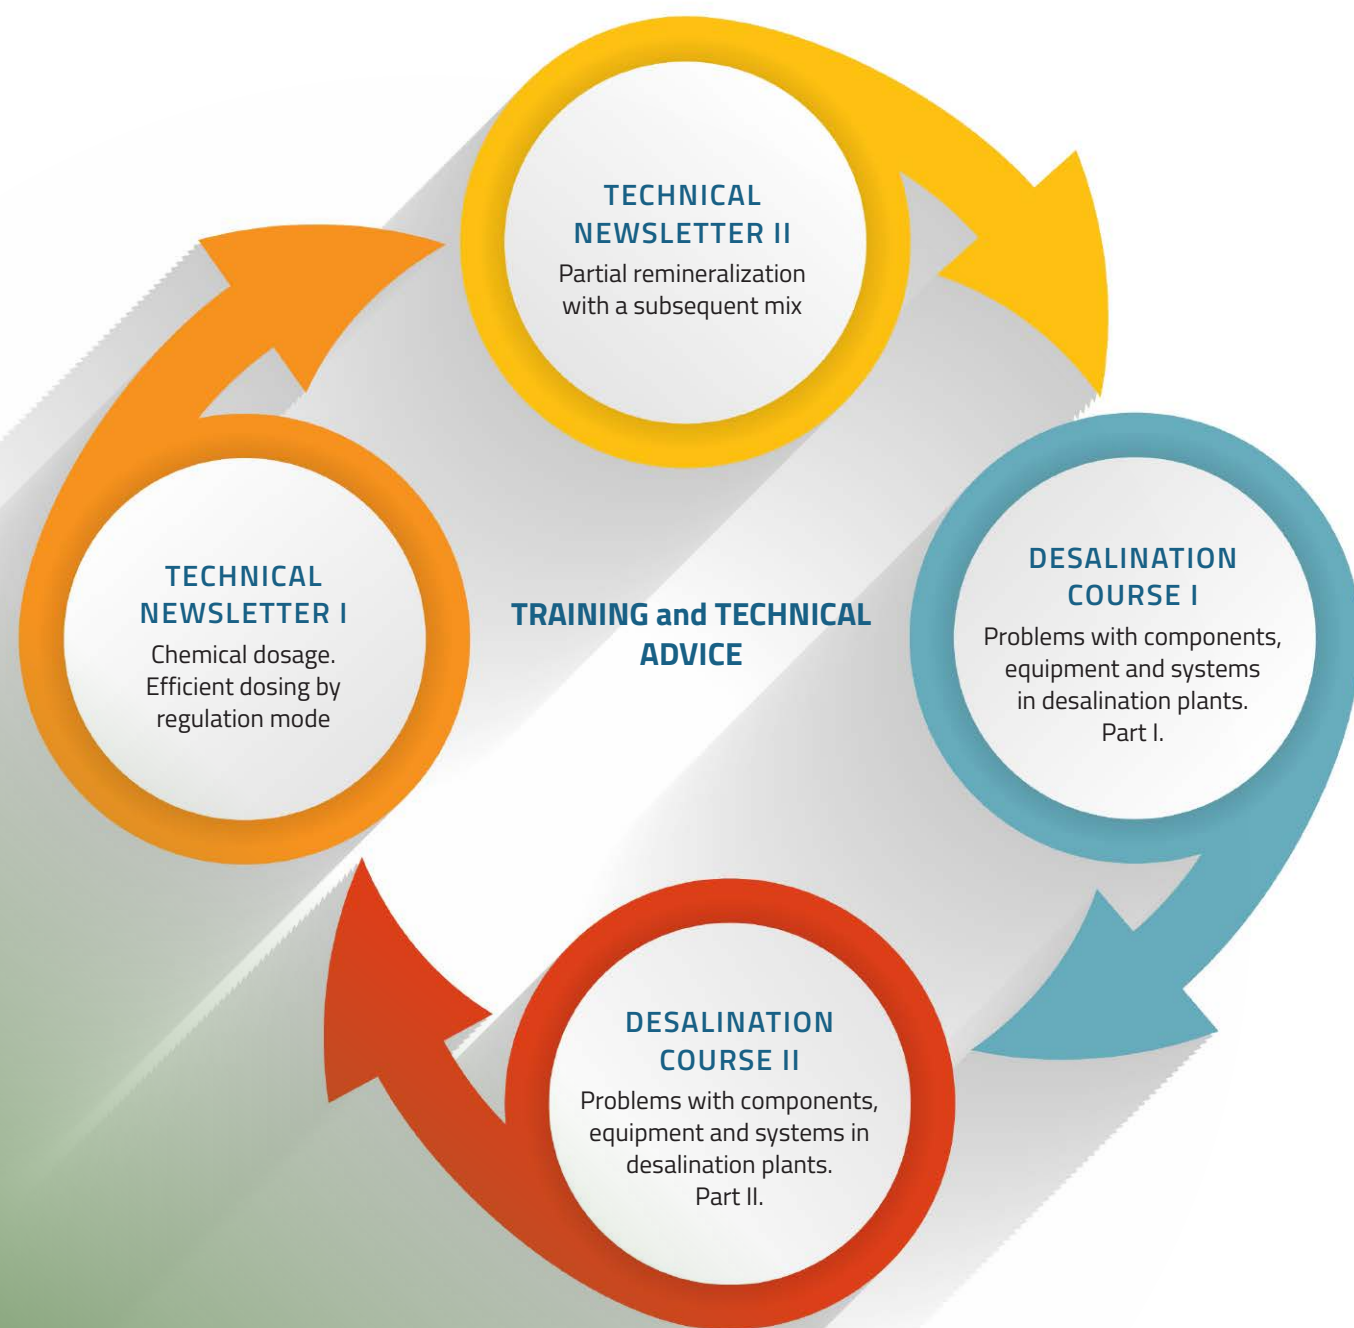 TECHNICAL
NEWSLETTER II
Partial remineralization
with a subsequent mix
TECHNICAL
NEWSLETTER I
Chemical dosage.
Efficient dosing by
regulation mode
TRAINING and TECHNICAL
ADVICE
DESALINATION
COURSE I
Problems with components,
equipment and systems
in desalination plants.
Part I.
DESALINATION
COURSE II
Problems with components,
equipment and systems in
desalination plants.
Part II.